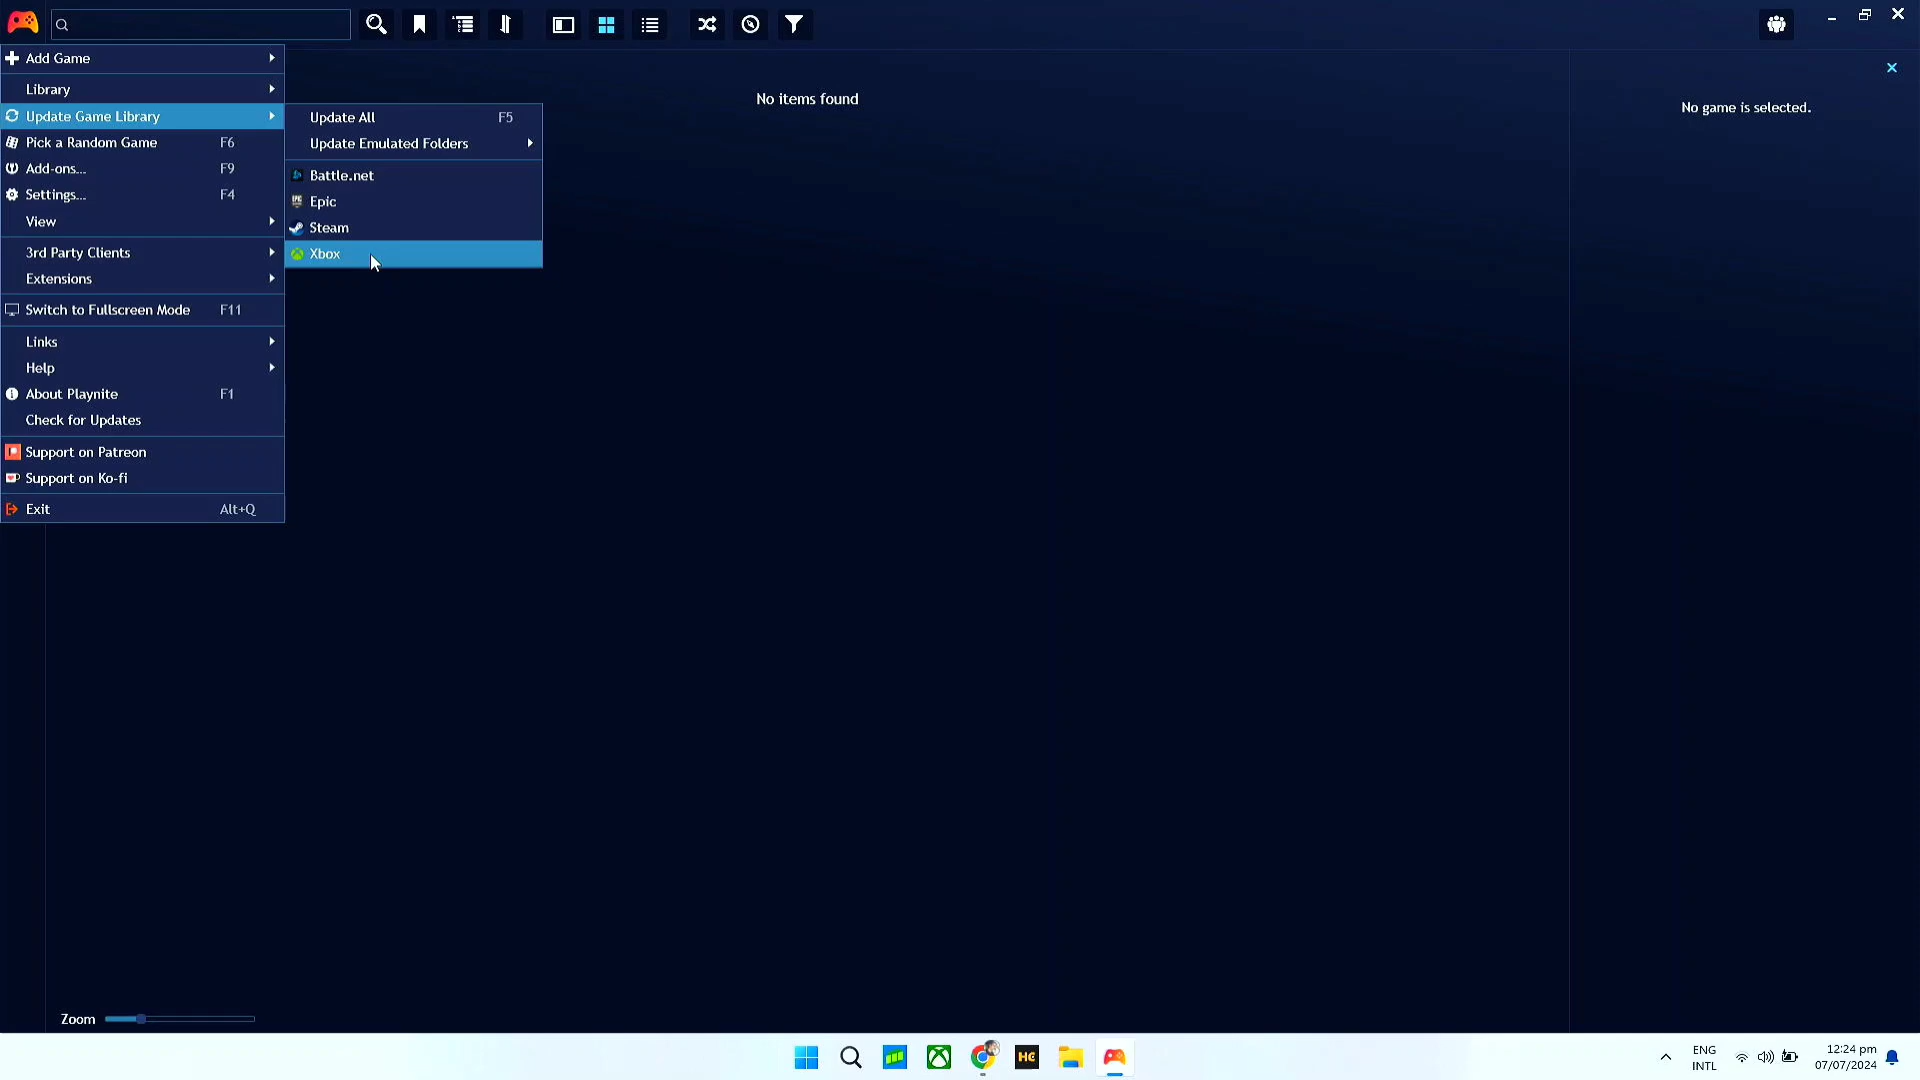 Add Game
Library
Update Game Library
Pick a Random Game F6
Add-ons... F9
Settings... F4
View
3rd Party Clients
Extensions
Switch to Fullscreen Mode F11
Links
Help
About Playnite F1
Check for Updates
Support on Patreon
Support on Ko-fi
Exit Alt+Q
Update All F5
Update Emulated Folders
Battle.net
Epic
Steam
Xbox
No items found
No game is selected.
Zoom
HC
ENG
INTL
12:24 pm
07/07/2024